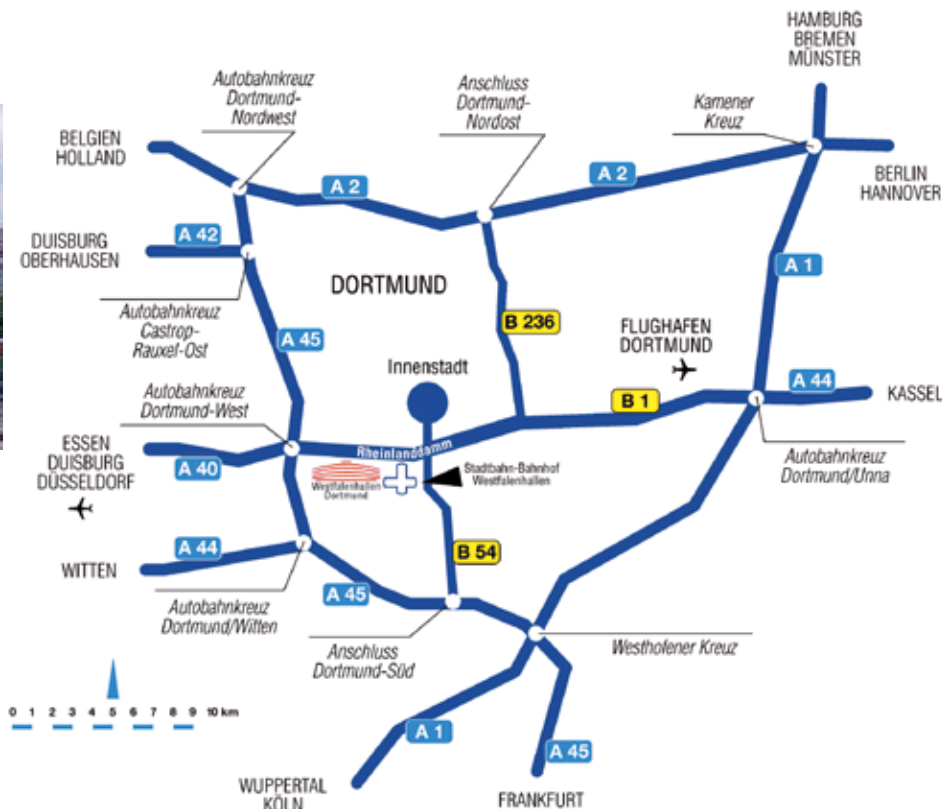 HAMBURG
BREMEN
MÜNSTER
Autobahnkreuz
Dortmund-
Nordwest
Anschluss
Dortmund-
Nordost
Kamener
Kreuz
BELGIEN
HOLLAND
BERLIN
HANNOVER
A 2
A 2
DUISBURG
OBERHAUSEN
A 42
A 1
DORTMUND
Autobahnkreuz
Castrop-
Rauxel-Ost
A 45
B 236
FLUGHAFEN
DORTMUND
Innenstadt
Autobahnkreuz
Dortmund-West
B 1
A 44
KASSEL
ESSEN
DUISBURG
DÜSSELDORF
A 40
Rheinlanddamm
Westfalenhallen
Dortmund
Stadtbahn-Bahnhof
Westfalenhallen
Autobahnkreuz
Dortmund/Unna
A 44
WITTEN
B 54
A 45
Autobahnkreuz
Dortmund/Witten
Anschluss
Dortmund-Süd
Westhofener Kreuz
0 1 2 3 4 5 6 7 8 9 10 km
A 1
A 45
WUPPERTAL
KÖLN
FRANKFURT